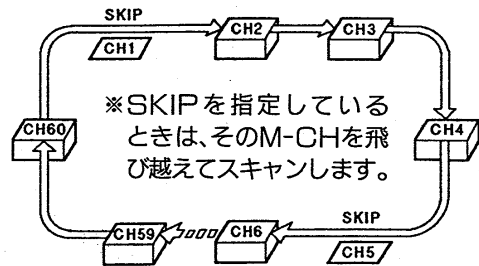 SKIP
CH1
CH2
CH3
CH60
※SKIPを指定している
ときは、そのM-CHを飛
び越えてスキャンします。
CH4
CH59
CH6
SKIP
CH5